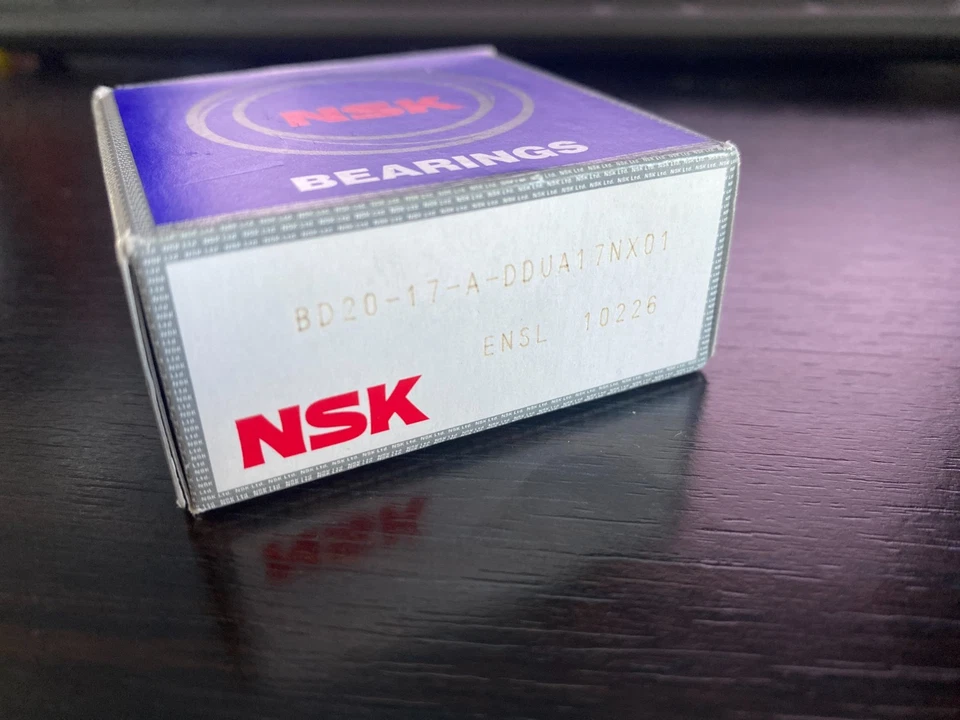 NSK
BEARINGS
BD20-17-A-DDUA17NX01
ENSL 10226
NSK